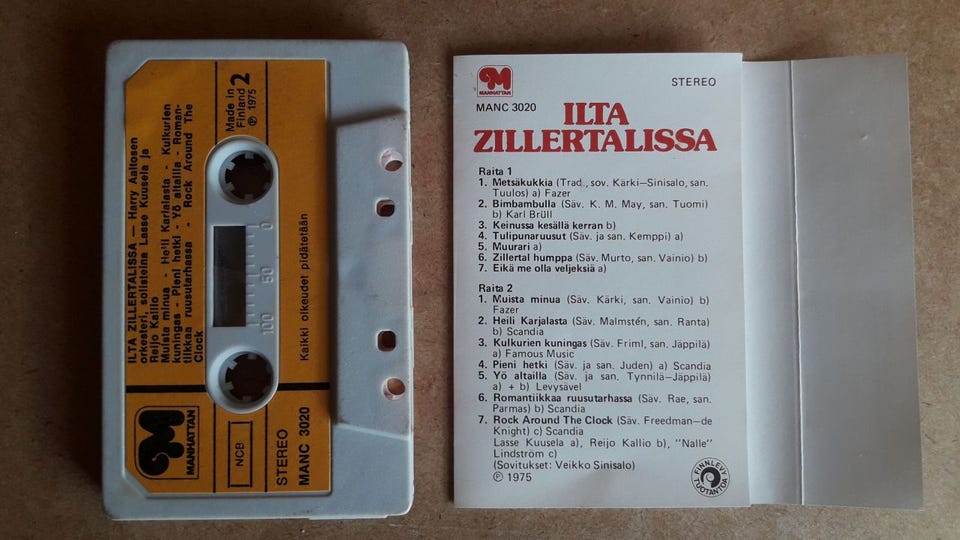 ILTA ZILLERTALISSA — Harry Aaltosen
orkesteri, solisteina Lasse Kuusela ja
Reijo Kallio
Muista minua - Heili Karjalasta - Kulkurien
kuningas - Pieni hetki - Yö altailla - Roman-
tiikkaa ruusutarhassa - Rock Around The
Clock
Made in
Finland
℗ 1975
2
0
50
100
Kaikki oikeudet pidätetään
M
MANHATTAN
NCB
STEREO
MANC 3020
M
MANHATTAN
STEREO
MANC 3020
ILTA
ZILLERTALISSA
Raita 1
1. Metsäkukkia (Trad., sov. Kärki—Sinisalo, san.
Tuulos) a) Fazer
2. Bimbambulla (Säv. K. M. May, san. Tuomi)
b) Karl Brüll
3. Keinussa kesällä kerran b)
4. Tulipunaruusut (Säv. ja san. Kemppi) a)
5. Muurari a)
6. Zillertal humppa (Säv. Murto, san. Vainio) b)
7. Eikä me olla veljeksiä a)
Raita 2
1. Muista minua (Säv. Kärki, san. Vainio) b)
Fazer
2. Heili Karjalasta (Säv. Malmstén, san. Ranta)
b) Scandia
3. Kulkurien kuningas (Säv. Friml, san. Jäppilä)
a) Famous Music
4. Pieni hetki (Säv. ja san. Juden) a) Scandia
5. Yö altailla (Säv. ja san. Tynnilä—Jäppilä)
a) + b) Levysävel
6. Romantiikkaa ruusutarhassa (Säv. Rae, san.
Parmas) b) Scandia
7. Rock Around The Clock (Säv. Freedman—de
Knight) c) Scandia
Lasse Kuusela a), Reijo Kallio b), "Nalle"
Lindström c)
(Sovitukset: Veikko Sinisalo)
℗ 1975
FINNLEVY
TUOTANTOA